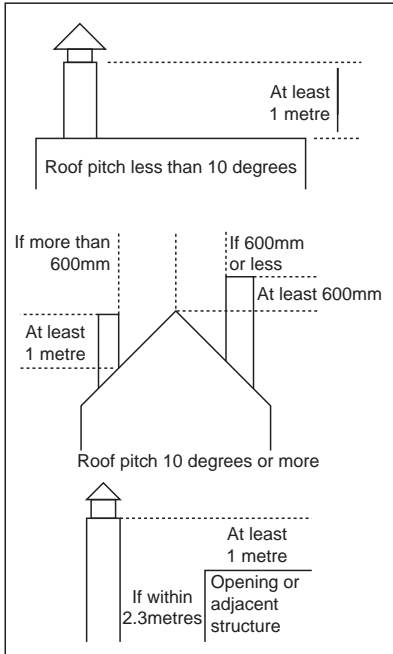 At least
1 metre
Roof pitch less than 10 degrees
If more than
600mm
If 600mm
or less
At least 600mm
At least
1 metre
Roof pitch 10 degrees or more
At least
1 metre
If within
2.3metres
Opening or
adjacent
structure